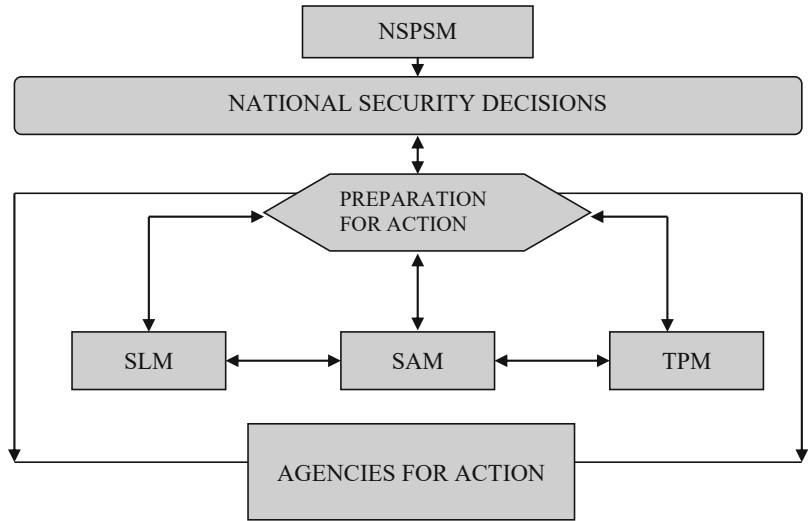 NSPSM
NATIONAL SECURITY DECISIONS
PREPARATION
FOR ACTION
SLM
SAM
TPM
AGENCIES FOR ACTION